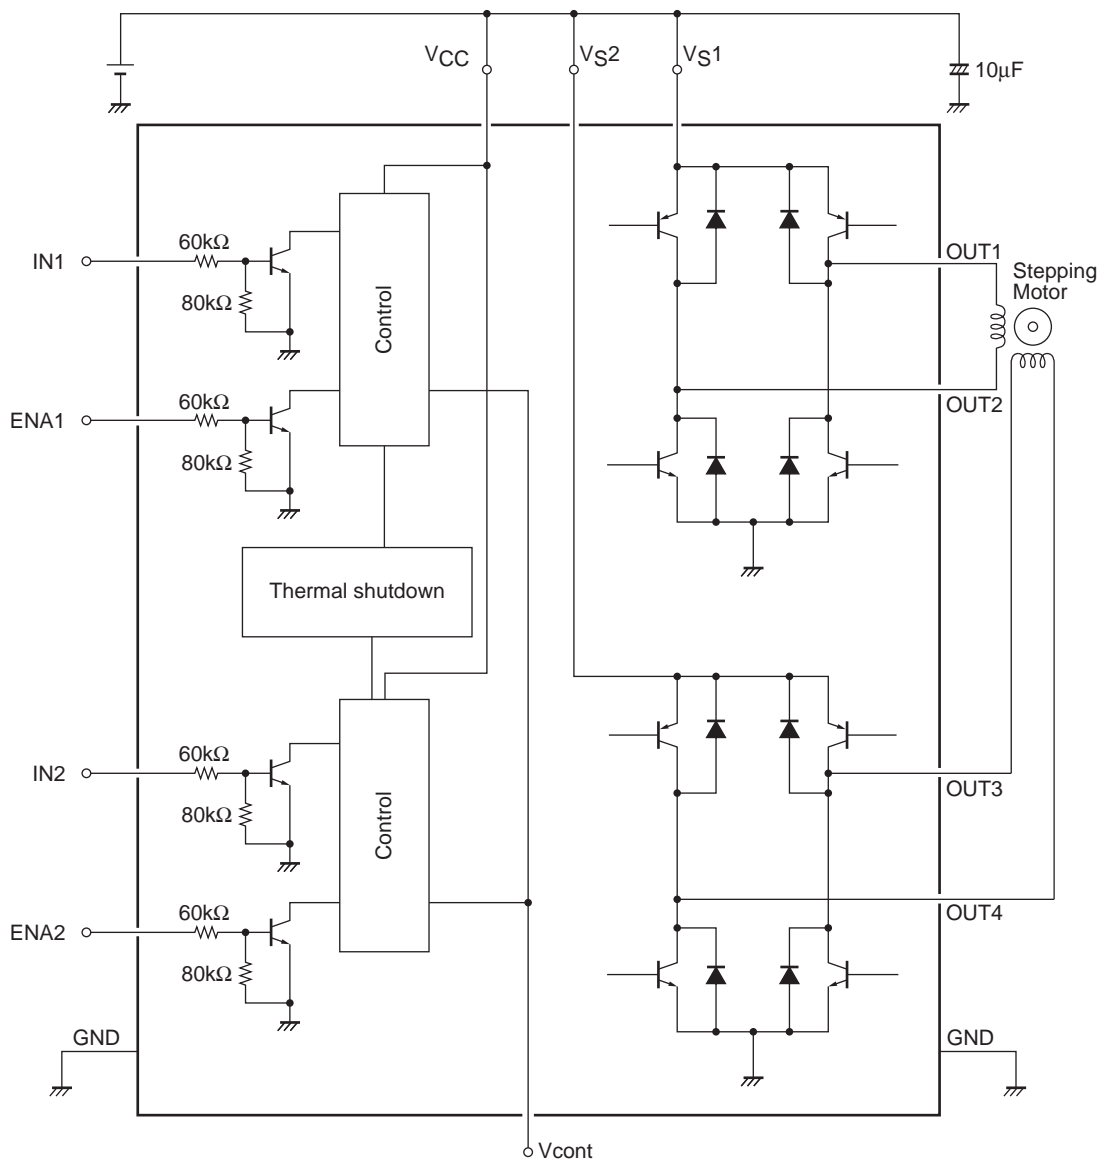 VCC
VS2
VS1
10μF
60kΩ
IN1
80kΩ
Control
OUT1
Stepping
Motor
60kΩ
ENA1
80kΩ
OUT2
Thermal shutdown
60kΩ
IN2
80kΩ
Control
OUT3
60kΩ
ENA2
80kΩ
OUT4
GND
GND
Vcont